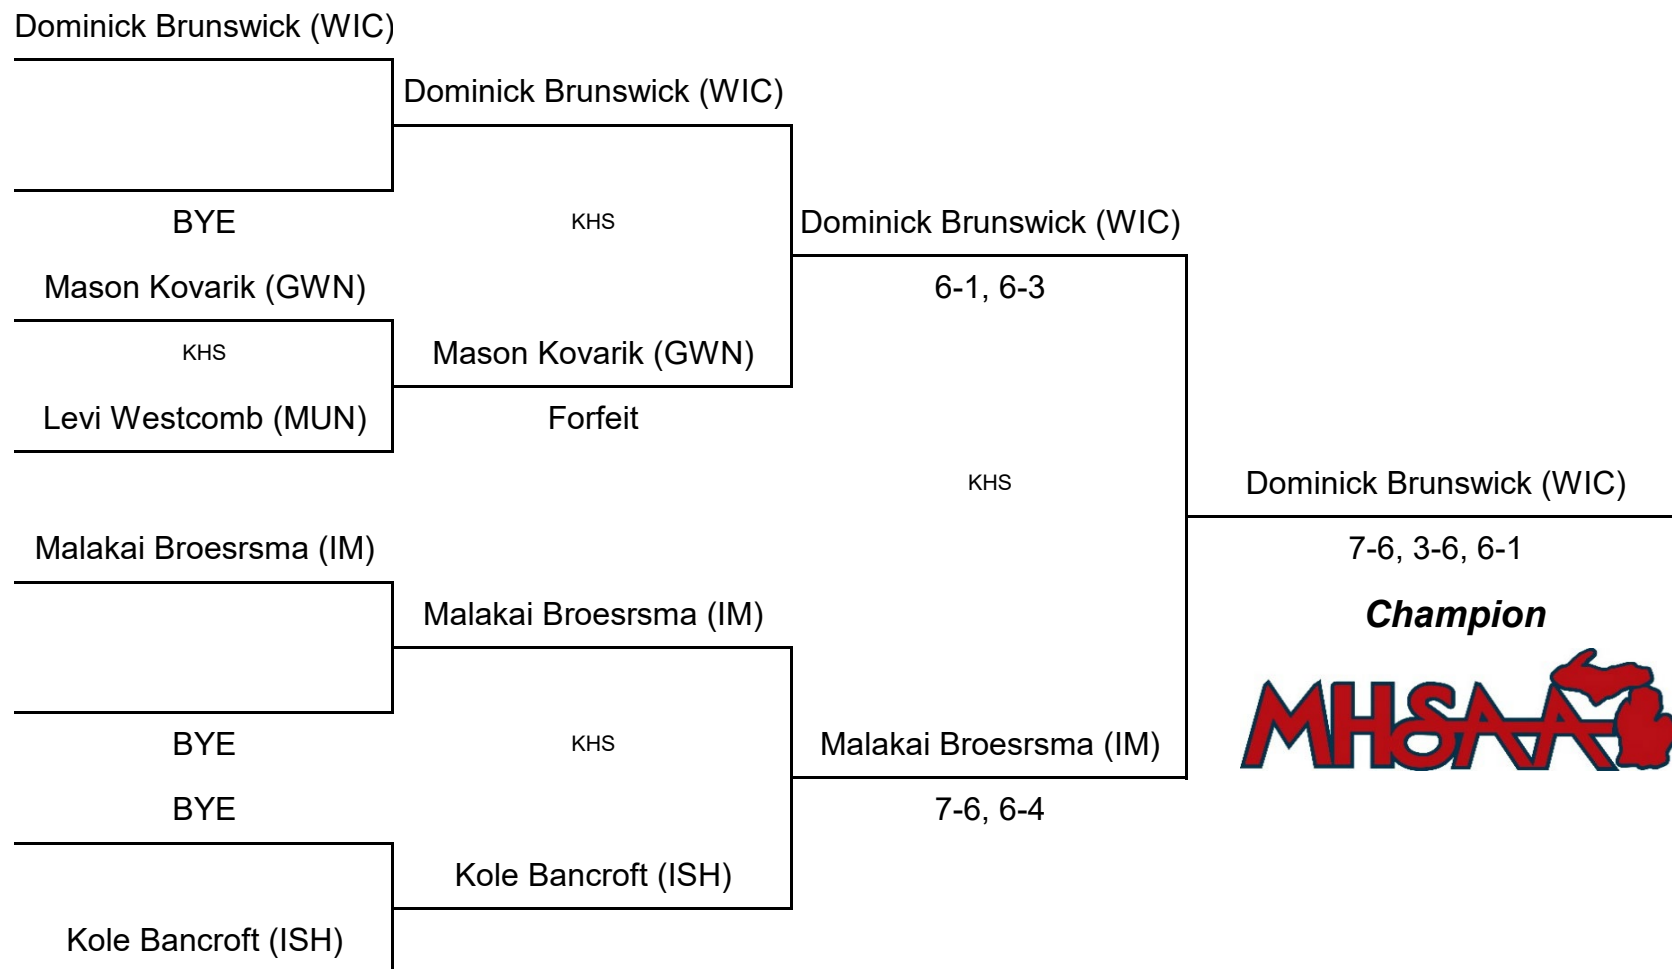 Dominick Brunswick (WIC)
Dominick Brunswick (WIC)
BYE
KHS
Dominick Brunswick (WIC)
Mason Kovarik (GWN)
6-1, 6-3
KHS
Mason Kovarik (GWN)
Levi Westcomb (MUN)
Forfeit
KHS
Dominick Brunswick (WIC)
Malakai Broesrsma (IM)
7-6, 3-6, 6-1
Malakai Broesrsma (IM)
Champion
MHSAA
BYE
KHS
Malakai Broesrsma (IM)
BYE
7-6, 6-4
Kole Bancroft (ISH)
Kole Bancroft (ISH)